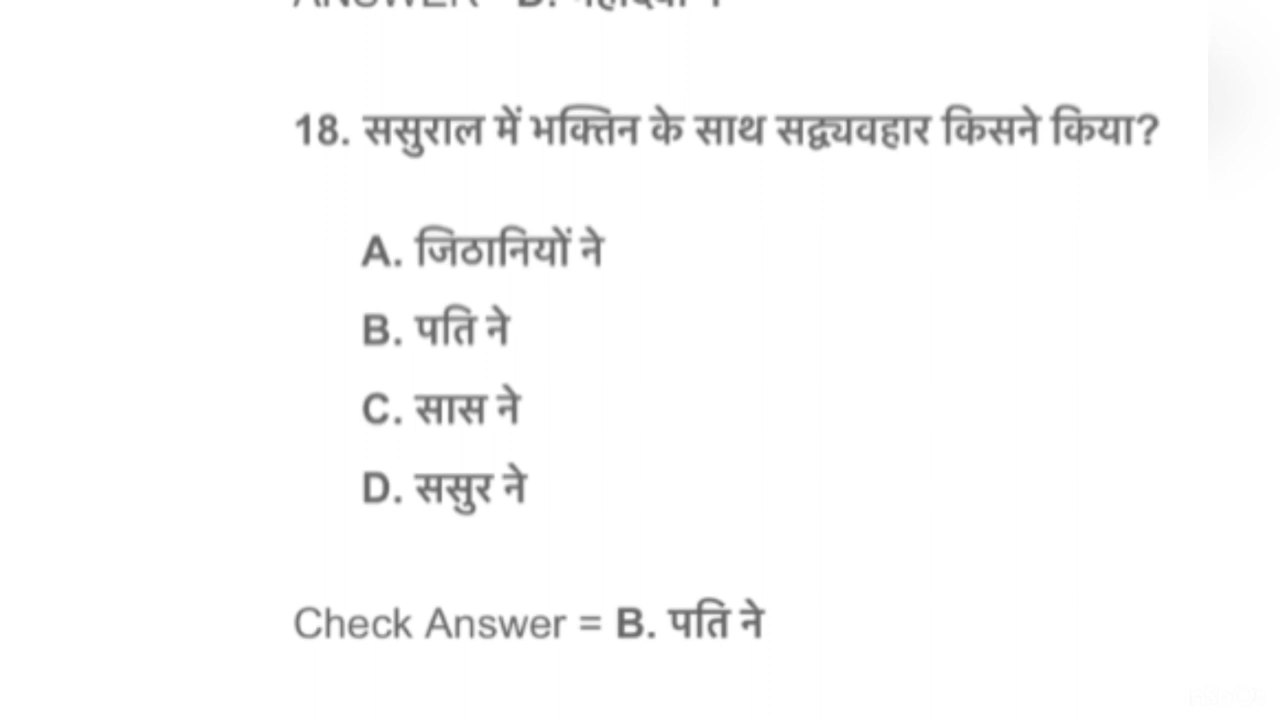 18. ससुराल में भक्तिन के साथ सद्व्यवहार किसने किया?
A. जिठानियों ने
B. पति ने
C. सास ने
D. ससुर ने
Check Answer = B. पति ने